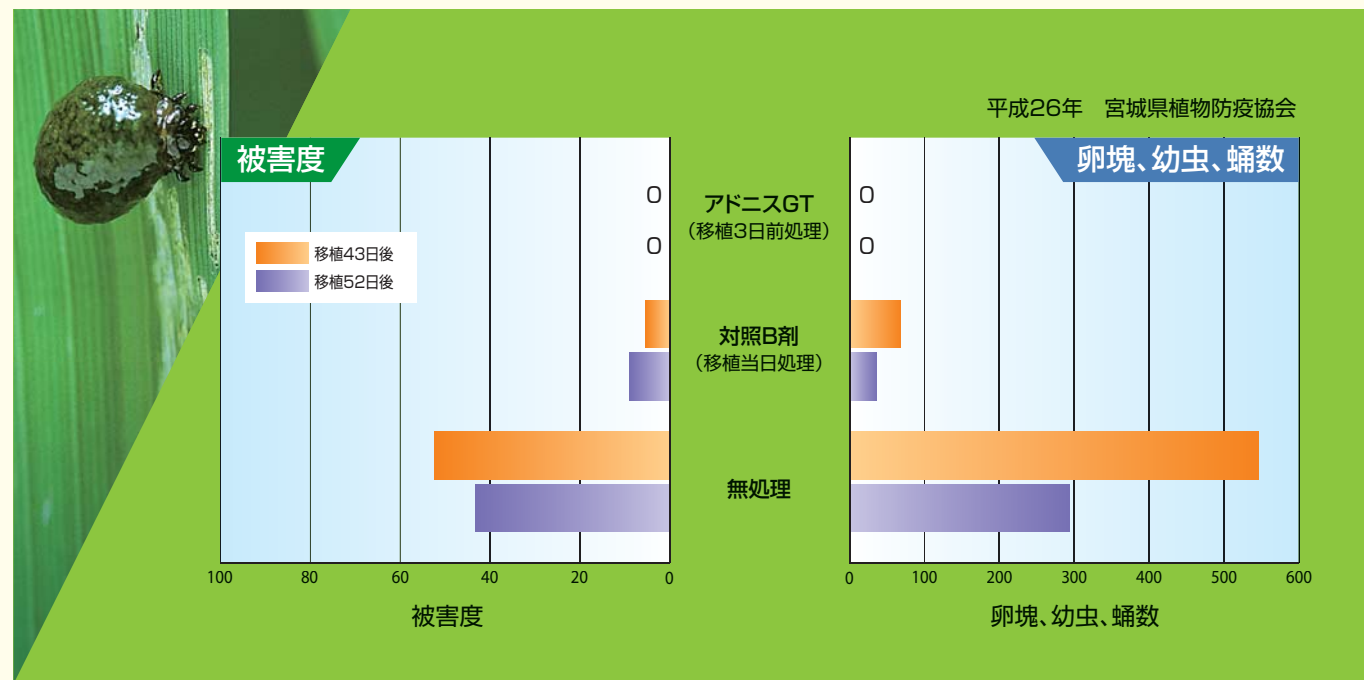 平成26年　宮城県植物防疫協会
被害度
卵塊、幼虫、蛹数
移植43日後
移植52日後
0
0
アドニスGT
（移植3日前処理）
0
0
対照B剤
（移植当日処理）
無処理
100 80 60 40 20 0
0 100 200 300 400 500 600
被害度
卵塊、幼虫、蛹数